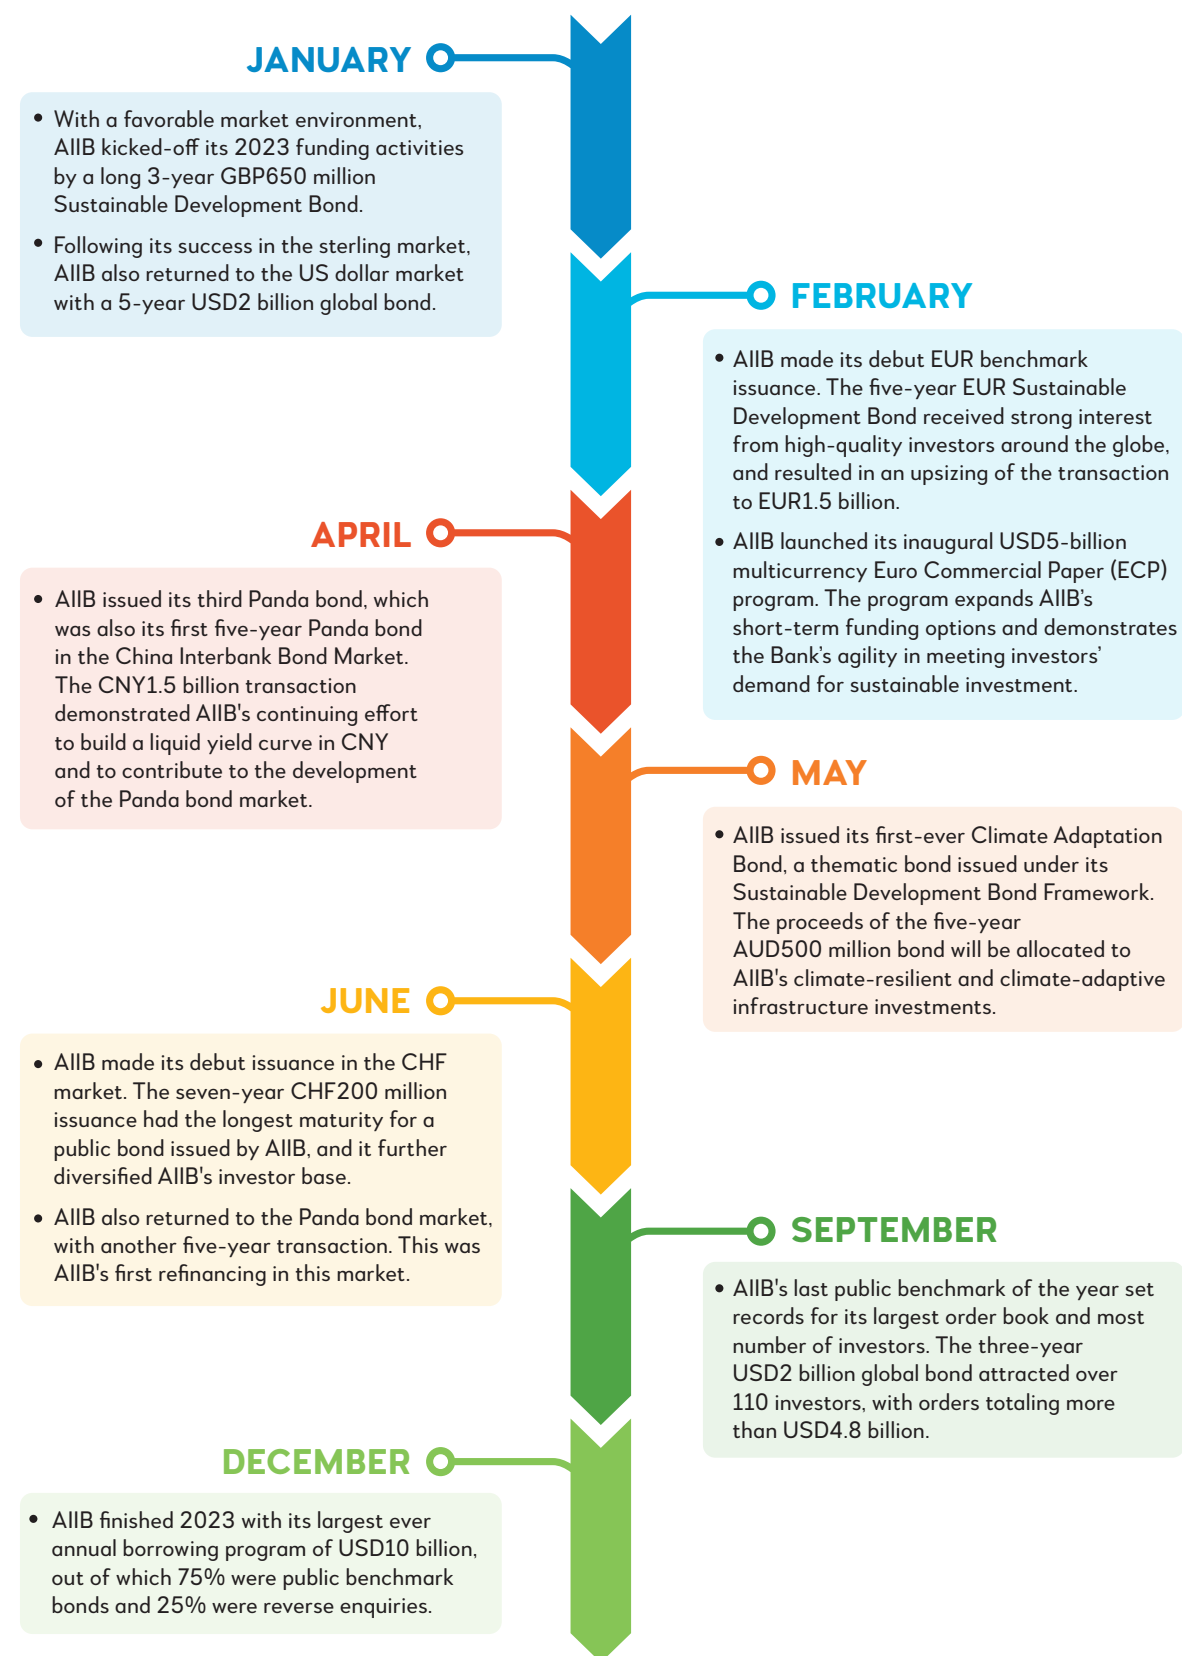 JANUARY
• With a favorable market environment,
AIIB kicked-off its 2023 funding activities
by a long 3-year GBP650 million
Sustainable Development Bond.
• Following its success in the sterling market,
AIIB also returned to the US dollar market
with a 5-year USD2 billion global bond.
FEBRUARY
• AIIB made its debut EUR benchmark
issuance. The five-year EUR Sustainable
Development Bond received strong interest
from high-quality investors around the globe,
and resulted in an upsizing of the transaction
to EUR1.5 billion.
• AIIB launched its inaugural USD5-billion
multicurrency Euro Commercial Paper (ECP)
program. The program expands AIIB’s
short-term funding options and demonstrates
the Bank’s agility in meeting investors’
demand for sustainable investment.
APRIL
• AIIB issued its third Panda bond, which
was also its first five-year Panda bond
in the China Interbank Bond Market.
The CNY1.5 billion transaction
demonstrated AIIB's continuing effort
to build a liquid yield curve in CNY
and to contribute to the development
of the Panda bond market.
MAY
• AIIB issued its first-ever Climate Adaptation
Bond, a thematic bond issued under its
Sustainable Development Bond Framework.
The proceeds of the five-year
AUD500 million bond will be allocated to
AIIB's climate-resilient and climate-adaptive
infrastructure investments.
JUNE
• AIIB made its debut issuance in the CHF
market. The seven-year CHF200 million
issuance had the longest maturity for a
public bond issued by AIIB, and it further
diversified AIIB's investor base.
• AIIB also returned to the Panda bond market,
with another five-year transaction. This was
AIIB's first refinancing in this market.
SEPTEMBER
• AIIB's last public benchmark of the year set
records for its largest order book and most
number of investors. The three-year
USD2 billion global bond attracted over
110 investors, with orders totaling more
than USD4.8 billion.
DECEMBER
• AIIB finished 2023 with its largest ever
annual borrowing program of USD10 billion,
out of which 75% were public benchmark
bonds and 25% were reverse enquiries.